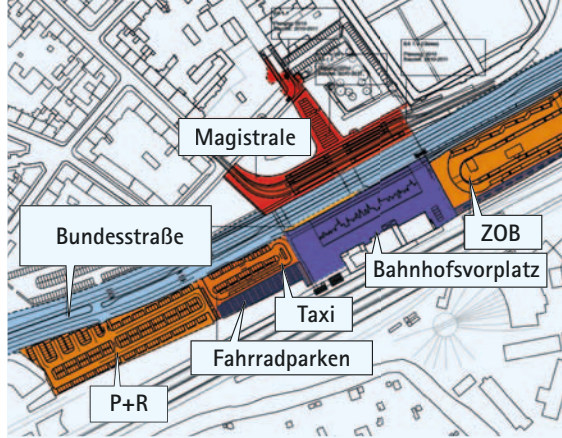 Magistrale
Bundesstraße
ZOB
Bahnhofsvorplatz
Taxi
Fahrradparken
P+R